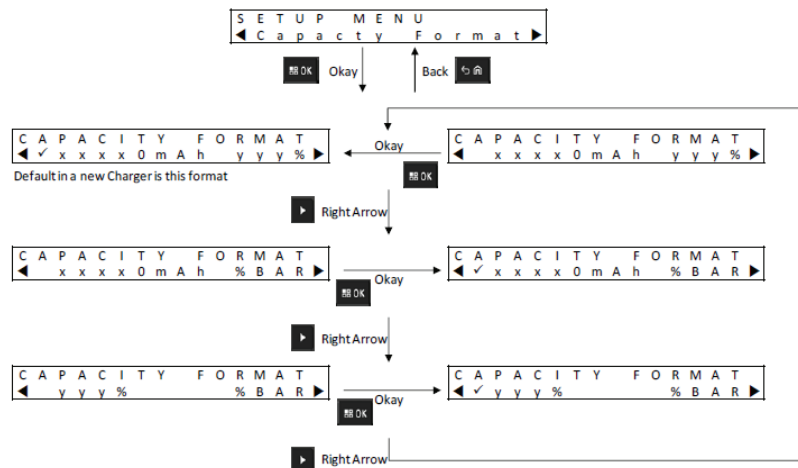 SETUP MENU
◀ Capacty Format ▶
OK Okay Back
CAPACITY FORMAT
◀ ✓ xxxx0mAh yyy% ▶
Default in a new Charger is this format
Okay
OK
CAPACITY FORMAT
◀ xxxx0mAh yyy% ▶
Right Arrow
CAPACITY FORMAT
◀ xxxx0mAh %BAR ▶
Okay
OK
CAPACITY FORMAT
◀ ✓ xxxx0mAh %BAR ▶
Right Arrow
CAPACITY FORMAT
◀ yyy% %BAR ▶
Okay
OK
CAPACITY FORMAT
◀ ✓ yyy% %BAR ▶
Right Arrow